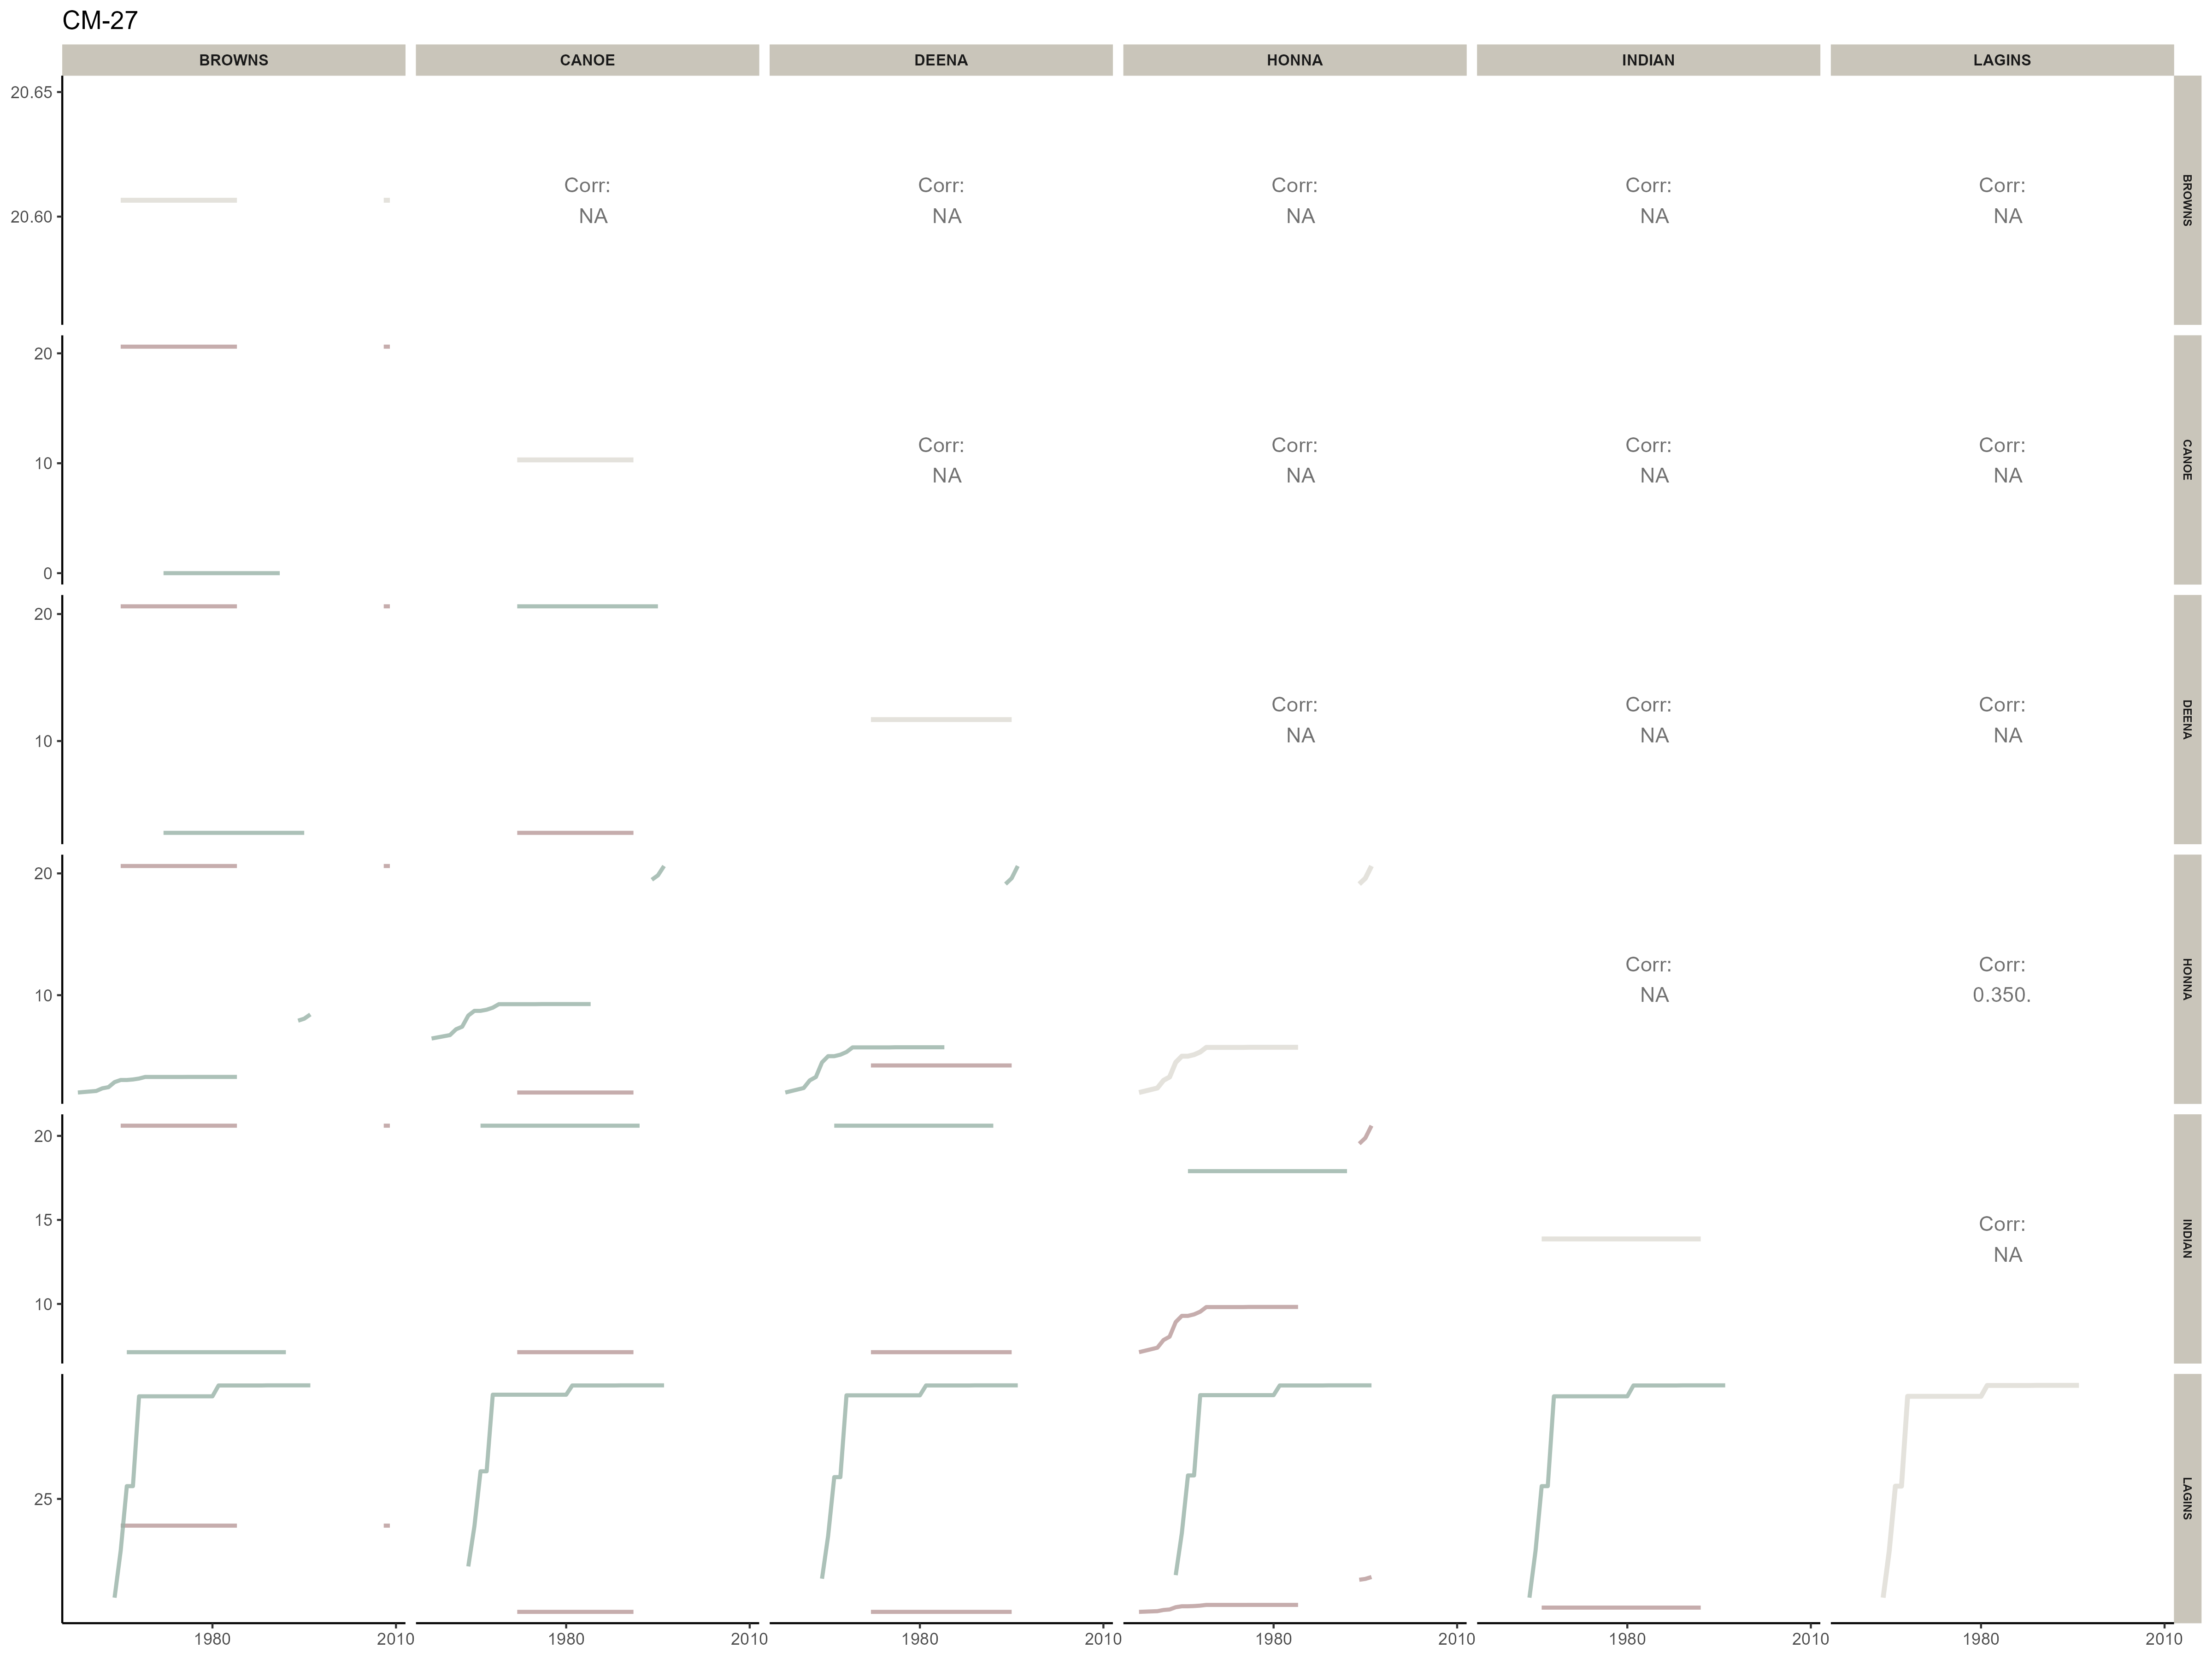 CM-27
BROWNS CANOE DEENA HONNA INDIAN LAGINS
20.65
20.60
Corr: Corr: Corr: Corr: Corr:
NA NA NA NA NA
BROWNS
20
10
0
Corr: Corr: Corr: Corr:
NA NA NA NA
CANOE
20
10
Corr: Corr: Corr:
NA NA NA
DEENA
20
10
Corr: Corr:
NA 0.350.
HONNA
20
15
10
Corr:
NA
INDIAN
25
LAGINS
1980 2010 1980 2010 1980 2010 1980 2010 1980 2010 1980 2010